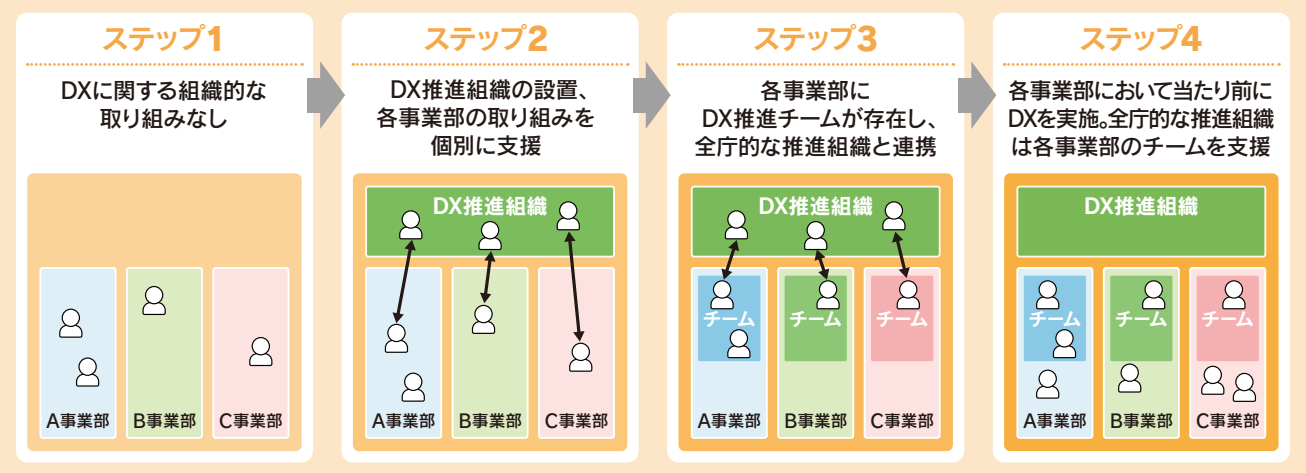 ステップ1
DXに関する組織的な
取り組みなし
A事業部
B事業部
C事業部
ステップ2
DX推進組織の設置、
各事業部の取り組みを
個別に支援
DX推進組織
A事業部
B事業部
C事業部
ステップ3
各事業部に
DX推進チームが存在し、
全庁的な推進組織と連携
DX推進組織
チーム
チーム
チーム
A事業部
B事業部
C事業部
ステップ4
各事業部において当たり前に
DXを実施。全庁的な推進組織
は各事業部のチームを支援
DX推進組織
チーム
チーム
チーム
A事業部
B事業部
C事業部